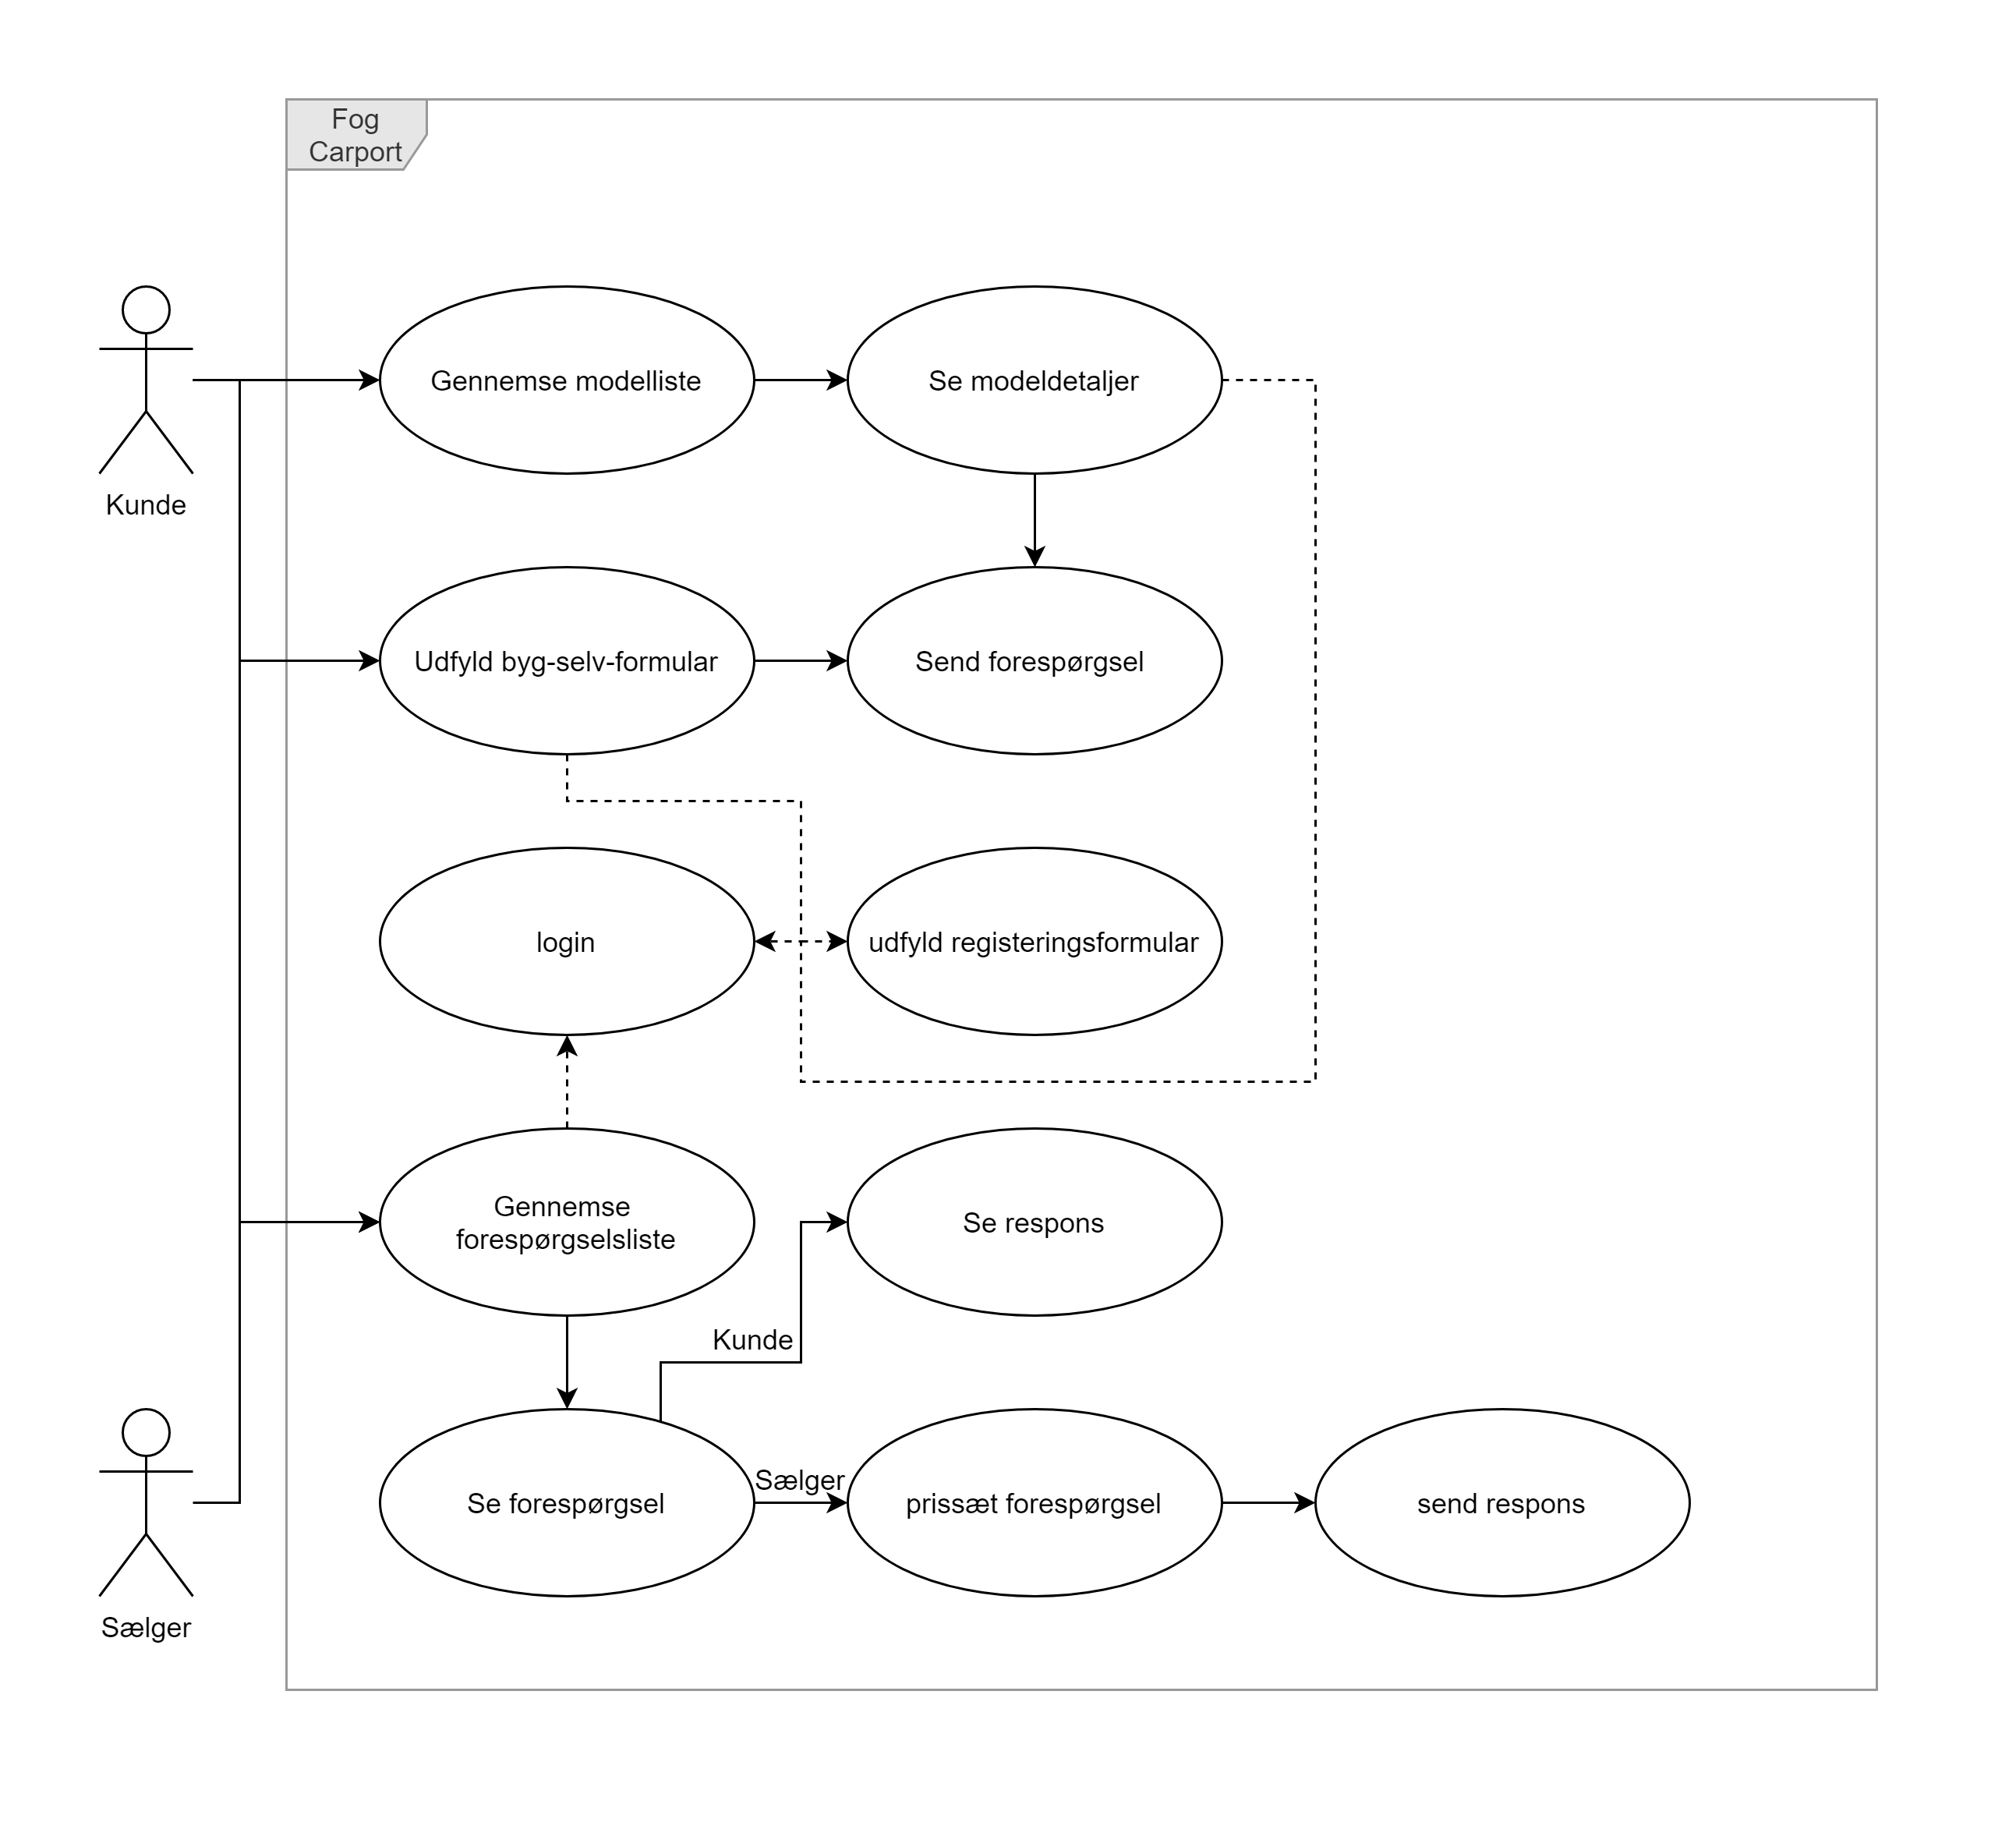 Fog
Carport
Gennemse modelliste
Se modeldetaljer
Kunde
Udfyld byg-selv-formular
Send forespørgsel
login
udfyld registeringsformular
Gennemse
forespørgselsliste
Se respons
Kunde
Sælger
Se forespørgsel
prissæt forespørgsel
send respons
Sælger